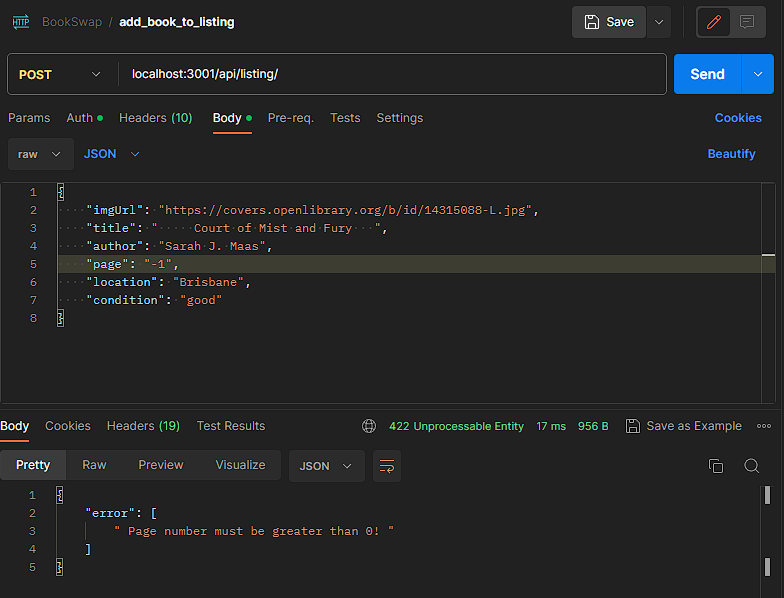 HTTP BookSwap / add_book_to_listing Save
POST localhost:3001/api/listing/ Send
Params Auth Headers (10) Body Pre-req. Tests Settings Cookies
raw JSON Beautify
1 {
2 "imgUrl": "https://covers.openlibrary.org/b/id/14315088-L.jpg",
3 "title": "     Court of Mist and Fury   ",
4 "author": "Sarah J. Maas",
5 "page": "-1",
6 "location": "Brisbane",
7 "condition": "good"
8 }
Body Cookies Headers (19) Test Results 422 Unprocessable Entity 17 ms 956 B Save as Example
Pretty Raw Preview Visualize JSON
1 {
2 "error": [
3 " Page number must be greater than 0! "
4 ]
5 }